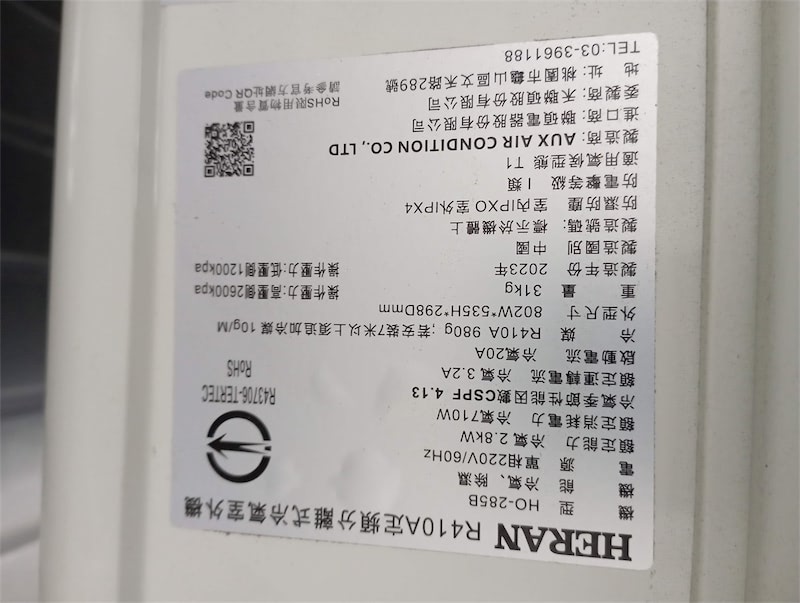 HERAN R410A定頻分離式冷氣室外機
機型 HO-285B
機能 冷氣、除濕
電源 單相220V/60Hz
額定能力 冷氣2.8kW
額定消耗電力 冷氣710W
冷氣季節性能因數CSPF 4.13
額定運轉電流 冷氣3.2A
啟動電流 冷氣20A
冷媒 R410A 980g；若安裝7米以上須追加冷媒 10g/M
外型尺寸 802W*535H*298Dmm
重量 31kg
製造年份 2023年
製造國別 中國
製造號碼: 標示於機體上
防濕防塵 室內IPX0 室外IPX4
防電擊等級 I 類
適用氣候型態 T1
製造商: AUX AIR CONDITION CO., LTD
進口商: 聯碩電器股份有限公司
委製商: 禾聯碩股份有限公司
地址: 桃園市龜山區文禾路289號
TEL:03-3961188
R43706-TERTEC
RoHS
操作壓力:高壓側2600kpa
操作壓力:低壓側1200kpa
RoHS限用物質含量
請參考官方網址QR Code